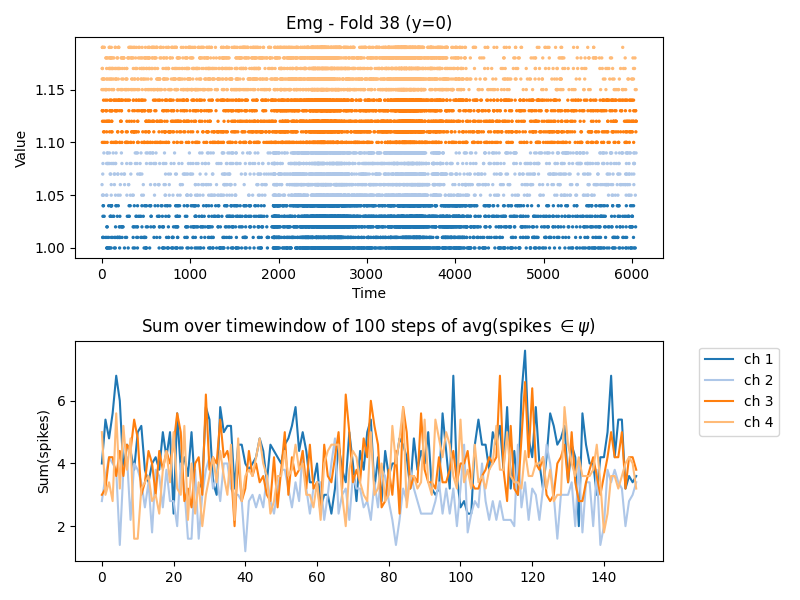 Emg - Fold 38 (y=0)
Value
1.15
1.10
1.05
1.00
0 1000 2000 3000 4000 5000 6000
Time
Sum over timewindow of 100 steps of avg(spikes ∈ ψ)
Sum(spikes)
6
4
2
0 20 40 60 80 100 120 140
ch 1
ch 2
ch 3
ch 4